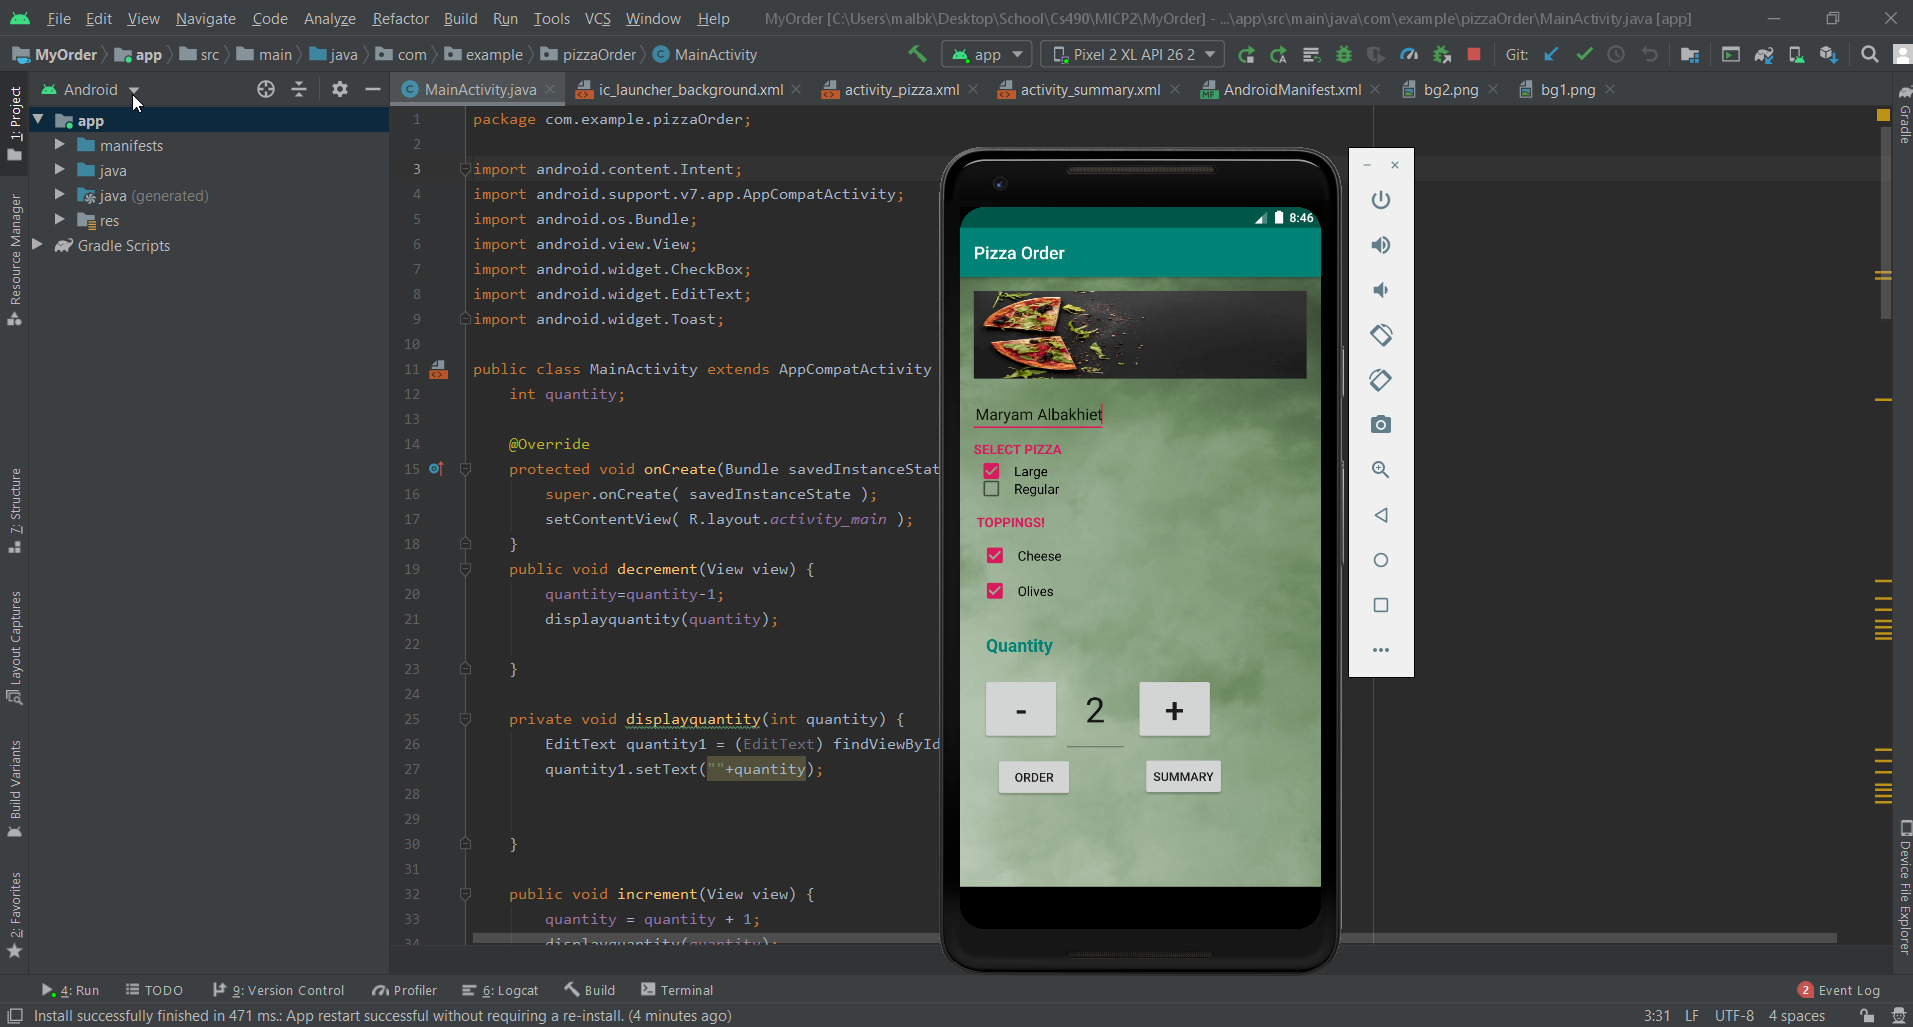 File Edit View Navigate Code Analyze Refactor Build Run Tools VCS Window Help MyOrder [C:\Users\malbk\Desktop\School\Cs490\MICP2\MyOrder] - ...\app\src\main\java\com\example\pizzaOrder\MainActivity.java [app]
MyOrder app src main java com example pizzaOrder MainActivity app Pixel 2 XL API 26 2 Git:
Android
MainActivity.java ic_launcher_background.xml activity_pizza.xml activity_summary.xml AndroidManifest.xml bg2.png bg1.png
1: Project
Resource Manager
7: Structure
Layout Captures
Build Variants
2: Favorites
app
manifests
java
java (generated)
res
Gradle Scripts
1 package com.example.pizzaOrder;
2
3 import android.content.Intent;
4 import android.support.v7.app.AppCompatActivity;
5 import android.os.Bundle;
6 import android.view.View;
7 import android.widget.CheckBox;
8 import android.widget.EditText;
9 import android.widget.Toast;
10
11 public class MainActivity extends AppCompatActivity
12 int quantity;
13
14 @Override
15 protected void onCreate(Bundle savedInstanceStat
16 super.onCreate( savedInstanceState );
17 setContentView( R.layout.activity_main );
18 }
19 public void decrement(View view) {
20 quantity=quantity-1;
21 displayquantity(quantity);
22
23 }
24
25 private void displayquantity(int quantity) {
26 EditText quantity1 = (EditText) findViewById
27 quantity1.setText(""+quantity);
28
29
30 }
31
32 public void increment(View view) {
33 quantity = quantity + 1;
34 displayquantity(quantity);
8:46
Pizza Order
Maryam Albakhiet
SELECT PIZZA
Large
Regular
TOPPINGS!
Cheese
Olives
Quantity
- 2 +
ORDER SUMMARY
Gradle
Device File Explorer
4: Run TODO 9: Version Control Profiler 6: Logcat Build Terminal 2 Event Log
Install successfully finished in 471 ms.: App restart successful without requiring a re-install. (4 minutes ago) 3:31 LF UTF-8 4 spaces